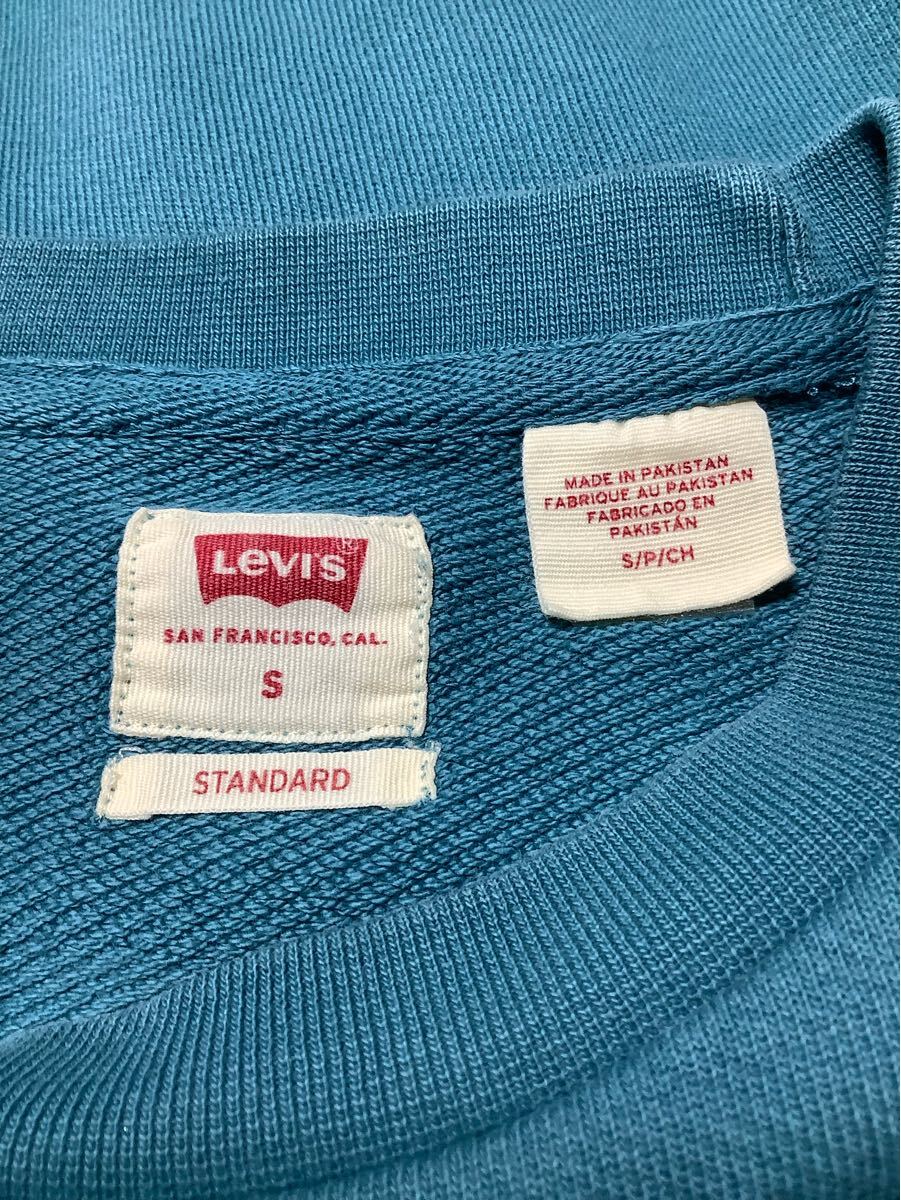 LEVI'S®
SAN FRANCISCO, CAL.
S
STANDARD
MADE IN PAKISTAN
FABRIQUE AU PAKISTAN
FABRICADO EN
PAKISTÁN
S/P/CH